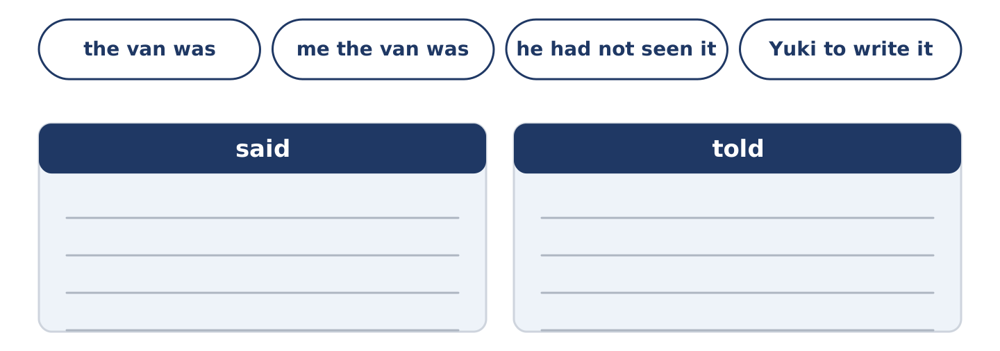 the van was
me the van was
he had not seen it
Yuki to write it
said
told